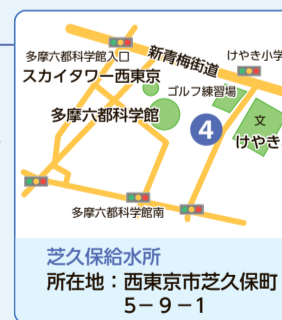 多摩六都科学館入口
新青梅街道
けやき小学
スカイタワー西東京
ゴルフ練習場
多摩六都科学館
文
4
けやき
多摩六都科学館南
芝久保給水所
所在地：西東京市芝久保町
5－9－1